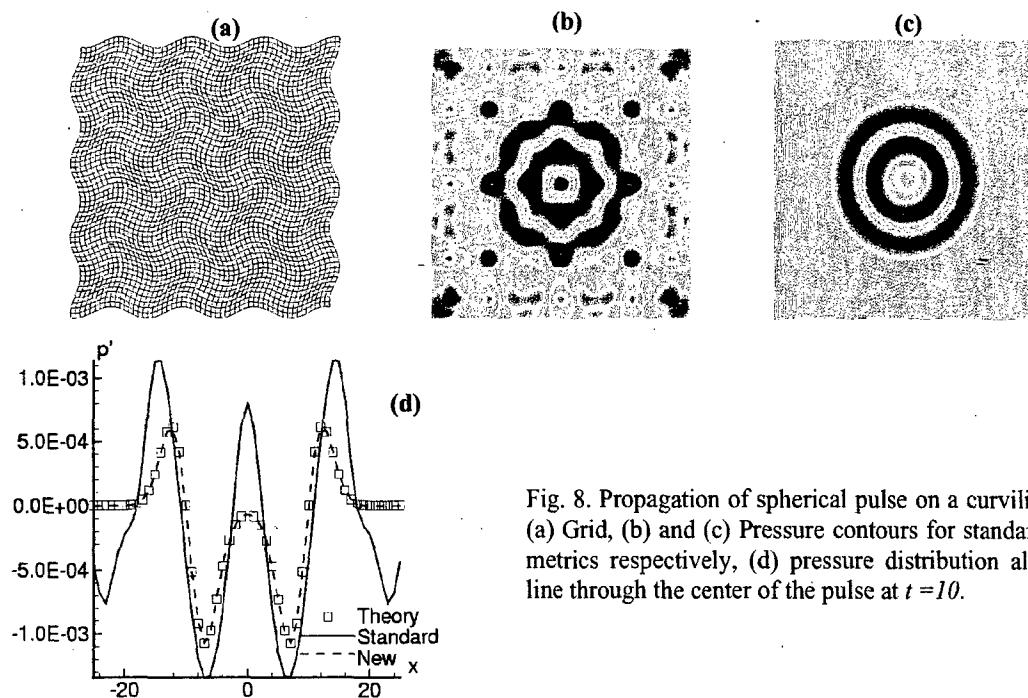 (a)
(b)
(c)
p'
1.0E-03
5.0E-04
0.0E+00
-5.0E-04
-1.0E-03
(d)
Theory
Standard
New
x
-20
0
20
Fig. 8. Propagation of spherical pulse on a curvili
(a) Grid, (b) and (c) Pressure contours for standar
metrics respectively, (d) pressure distribution al
line through the center of the pulse at t =10.